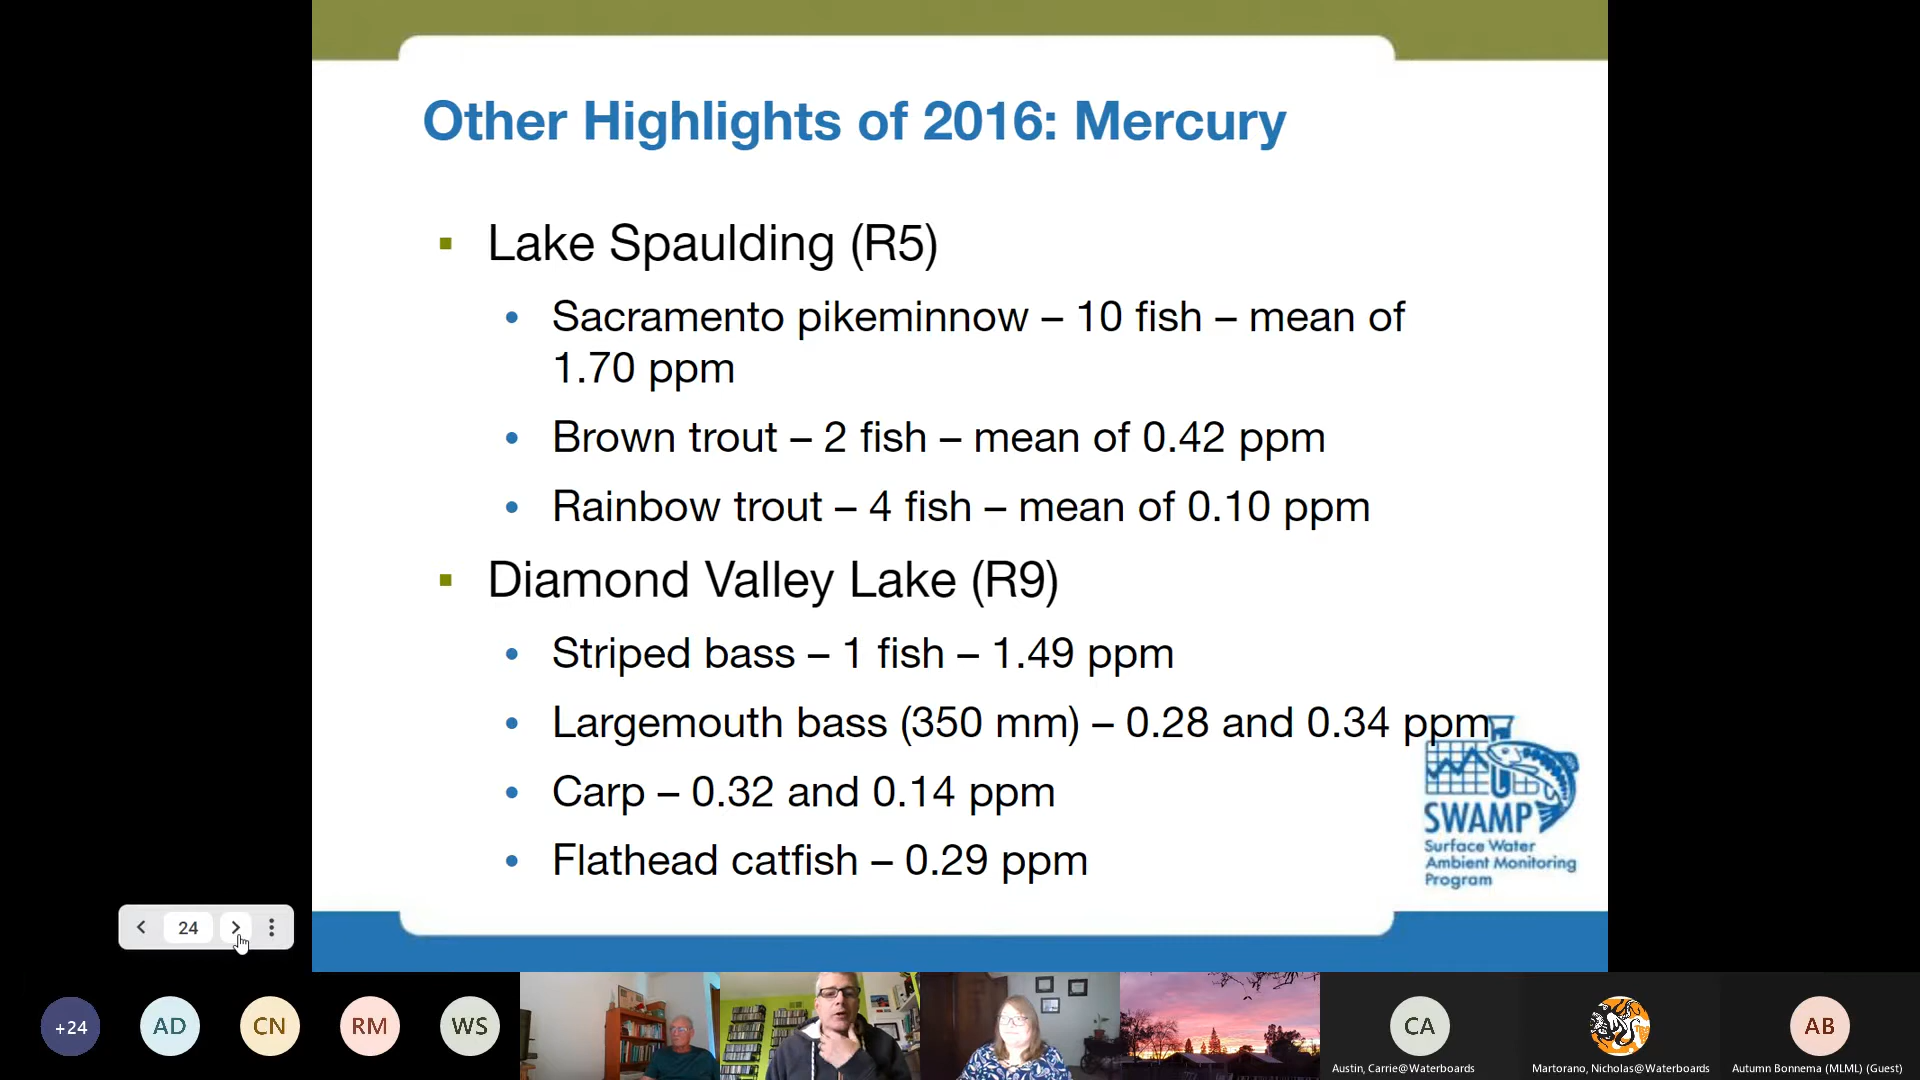 Other Highlights of 2016: Mercury
▪ Lake Spaulding (R5)
• Sacramento pikeminnow – 10 fish – mean of
1.70 ppm
• Brown trout – 2 fish – mean of 0.42 ppm
• Rainbow trout – 4 fish – mean of 0.10 ppm
▪ Diamond Valley Lake (R9)
• Striped bass – 1 fish – 1.49 ppm
• Largemouth bass (350 mm) – 0.28 and 0.34 ppm
• Carp – 0.32 and 0.14 ppm
• Flathead catfish – 0.29 ppm
SWAMP
Surface Water
Ambient Monitoring
Program
24
+24
AD
CN
RM
WS
CA
AB
Austin, Carrie@Waterboards
Martorano, Nicholas@Waterboards
Autumn Bonnema (MLML) (Guest)